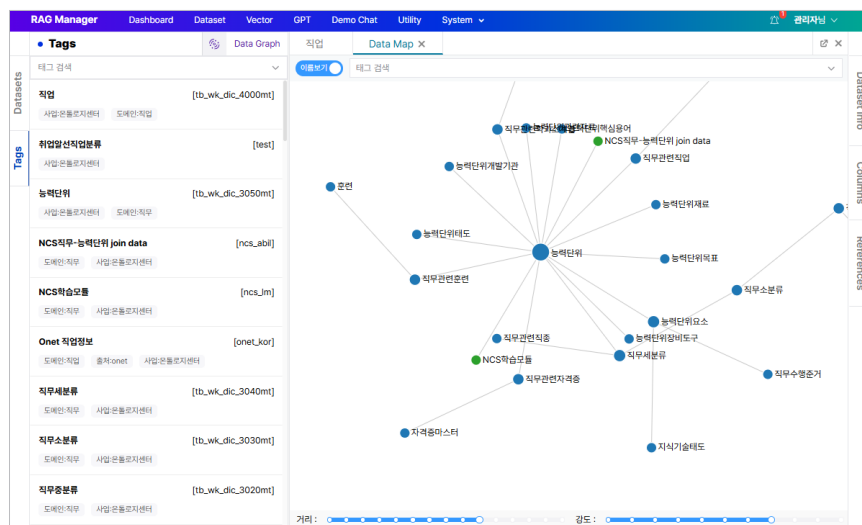 RAG Manager Dashboard Dataset Vector GPT Demo Chat Utility System 관리자님
Tags Data Graph 직업 Data Map
태그 검색 이름보기 태그 검색
Datasets
Tags
직업 [tb_wk_dic_4000mt]
사업:온톨로지센터 도메인:직업
취업알선직업분류 [test]
사업:온톨로지센터
능력단위 [tb_wk_dic_3050mt]
사업:온톨로지센터 도메인:직무
NCS직무-능력단위 join data [ncs_abil]
도메인:직무 사업:온톨로지센터
NCS학습모듈 [ncs_lm]
도메인:직무 사업:온톨로지센터
Onet 직업정보 [onet_kor]
도메인:직업 출처:onet 사업:온톨로지센터
직무세분류 [tb_wk_dic_3040mt]
도메인:직무 사업:온톨로지센터
직무소분류 [tb_wk_dic_3030mt]
도메인:직무 사업:온톨로지센터
직무중분류 [tb_wk_dic_3020mt]
도메인:직무 사업:온톨로지센터
NCS직무-능력단위 join data
직무관련직업
능력단위개발기관
훈련
능력단위재료
능력단위태도
능력단위
능력단위목표
직무관련훈련
직무소분류
능력단위요소
직무관련직종
능력단위장비도구
NCS학습모듈
직무세분류
직무관련자격증
직무수행준거
자격증마스터
지식기술태도
거리 : 강도 :
Dataset Info
Columns
References